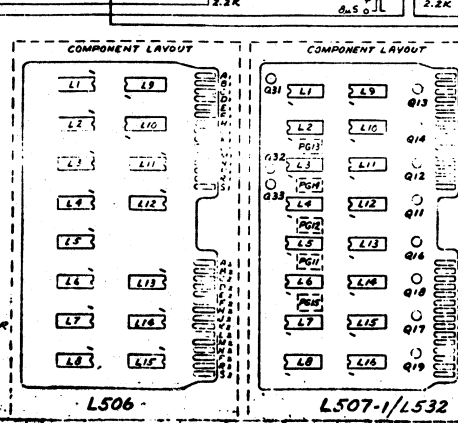 2.2K
8µS
2.2K
COMPONENT LAYOUT
L1 L9
L2 L10
L3 L11
L4 L12
L5
L6 L13
L7 L14
L8 L15
L506
COMPONENT LAYOUT
Q31
L1 L9 Q13
L2 L10 Q14
PG13
Q32 L3 L11 Q12
PG14
Q33 L4 L12 Q11
PG12
L5 L13 Q16
PG11
L6 L14 Q18
PG15
L7 L15 Q17
L8 L16 Q19
L507-1/L532